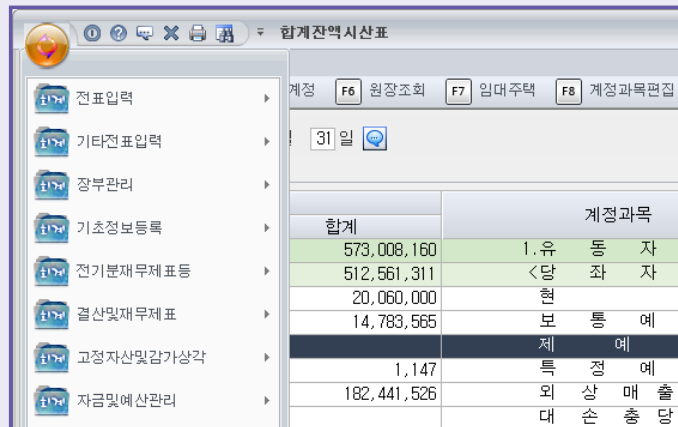 합계잔액시산표
계정 F6 원장조회 F7 임대주택 F8 계정과목편집
31 일
전표입력
기타전표입력
장부관리
기초정보등록
전기분재무제표등
결산및재무제표
고정자산및감가상각
자금및예산관리
합계 계정과목
573,008,160 1.유 동 자
512,561,311 <당 좌 자
20,060,000 현
14,783,565 보 통 예
제 예
1,147 특 정 예
182,441,526 외 상 매 출
대 손 충 당